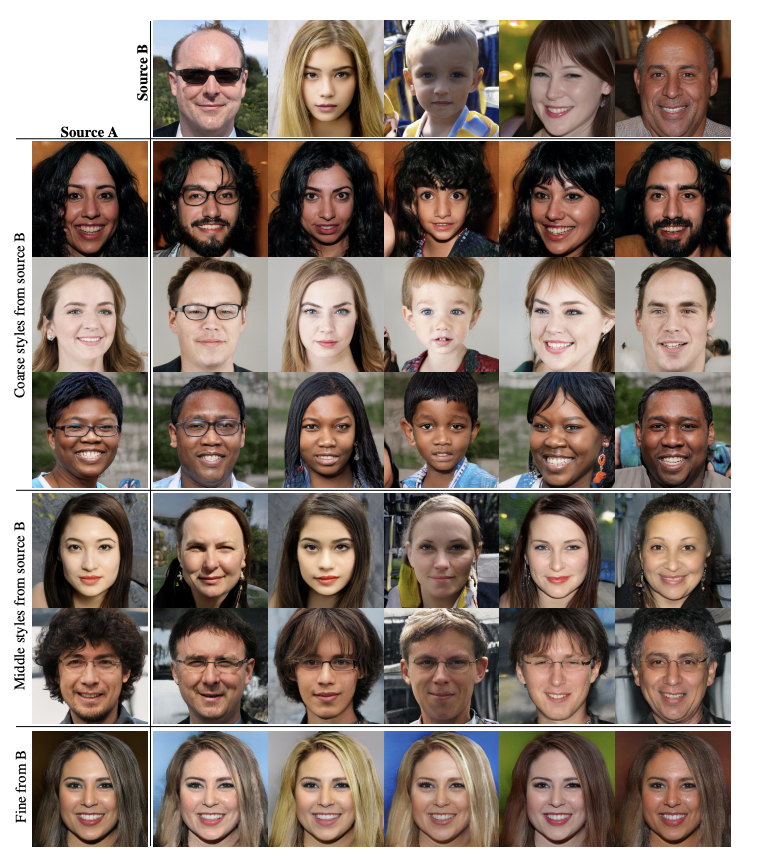 Source B
Source A
Coarse styles from source B
Middle styles from source B
Fine from B